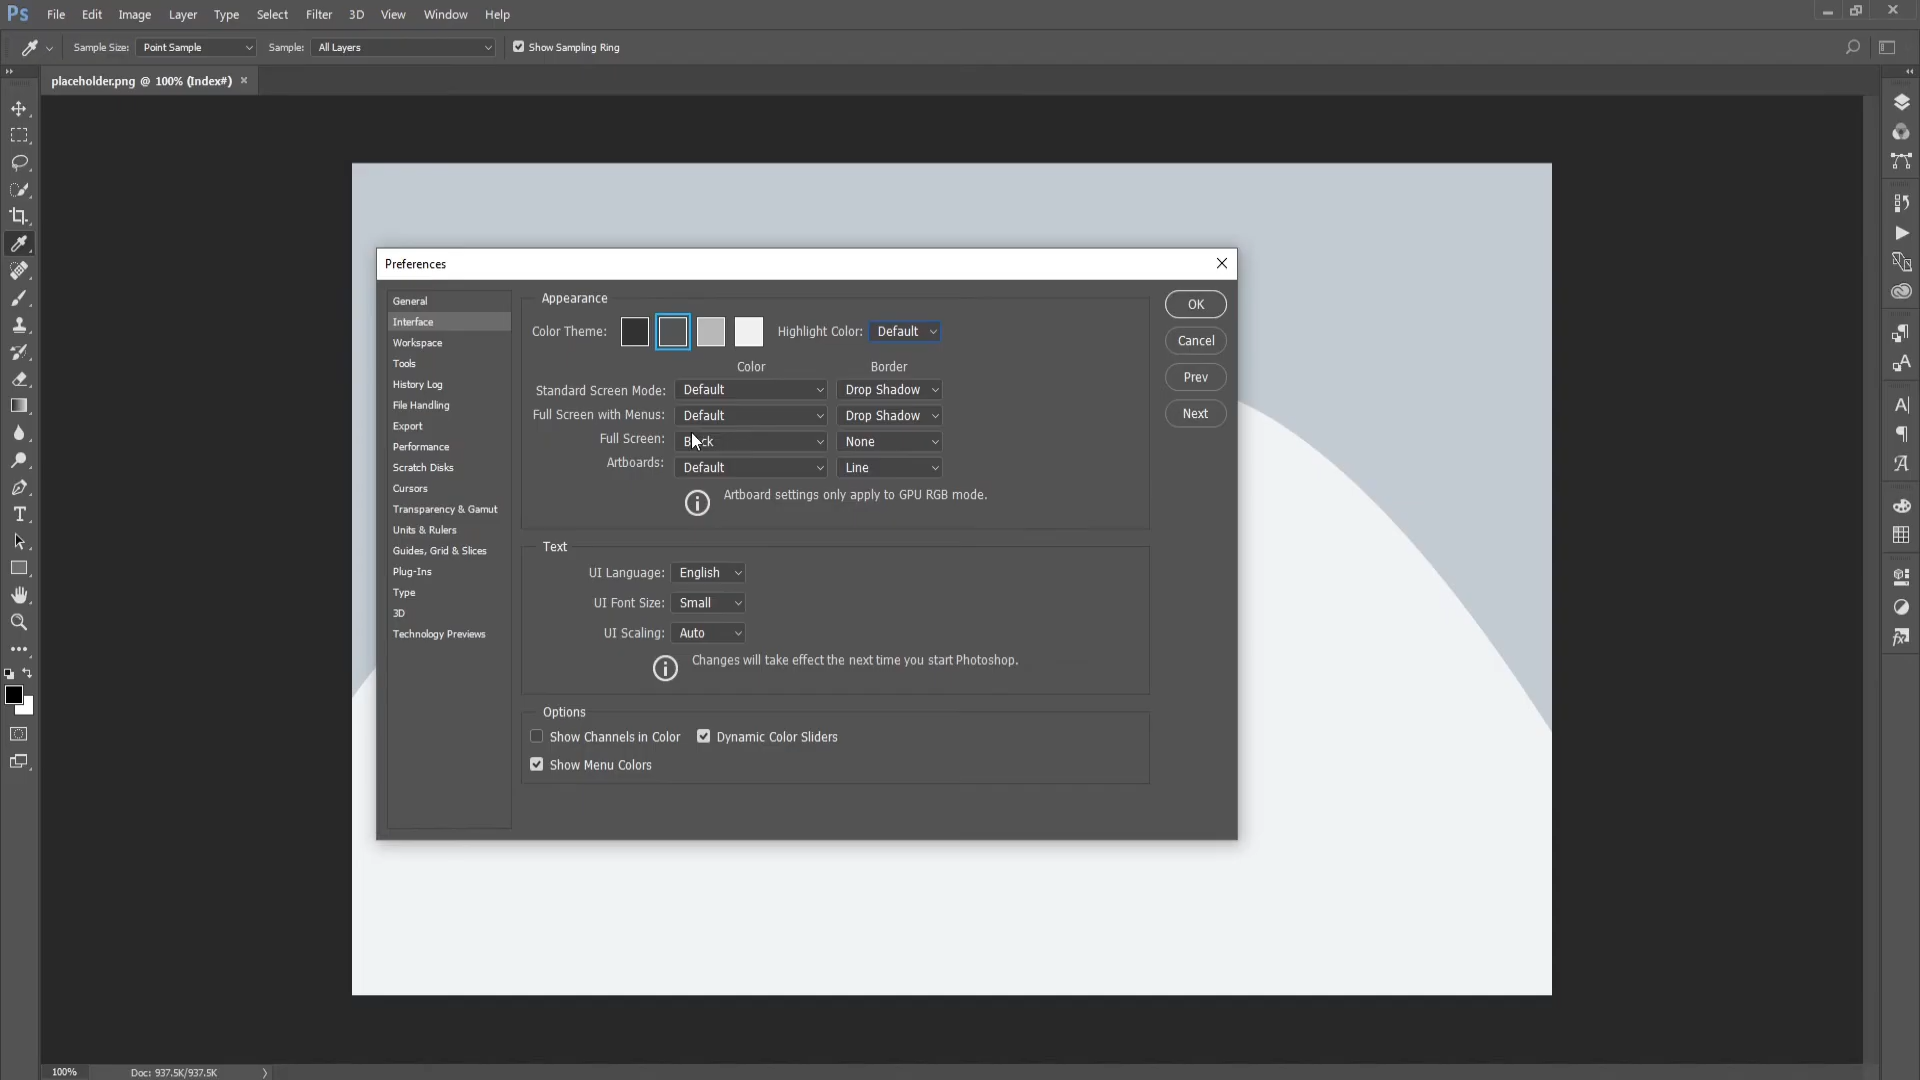 Ps File Edit Image Layer Type Select Filter 3D View Window Help
Sample Size: Point Sample Sample: All Layers Show Sampling Ring
placeholder.png @ 100% (Index#) ×
Preferences
General
Interface
Workspace
Tools
History Log
File Handling
Export
Performance
Scratch Disks
Cursors
Transparency & Gamut
Units & Rulers
Guides, Grid & Slices
Plug-Ins
Type
3D
Technology Previews
Appearance
Color Theme: Highlight Color: Default
Color Border
Standard Screen Mode: Default Drop Shadow
Full Screen with Menus: Default Drop Shadow
Full Screen: None
Artboards: Default Line
Artboard settings only apply to GPU RGB mode.
Text
UI Language: English
UI Font Size: Small
UI Scaling: Auto
Changes will take effect the next time you start Photoshop.
Options
Show Channels in Color Dynamic Color Sliders
Show Menu Colors
OK
Cancel
Prev
Next
100% Doc: 937.5K/937.5K